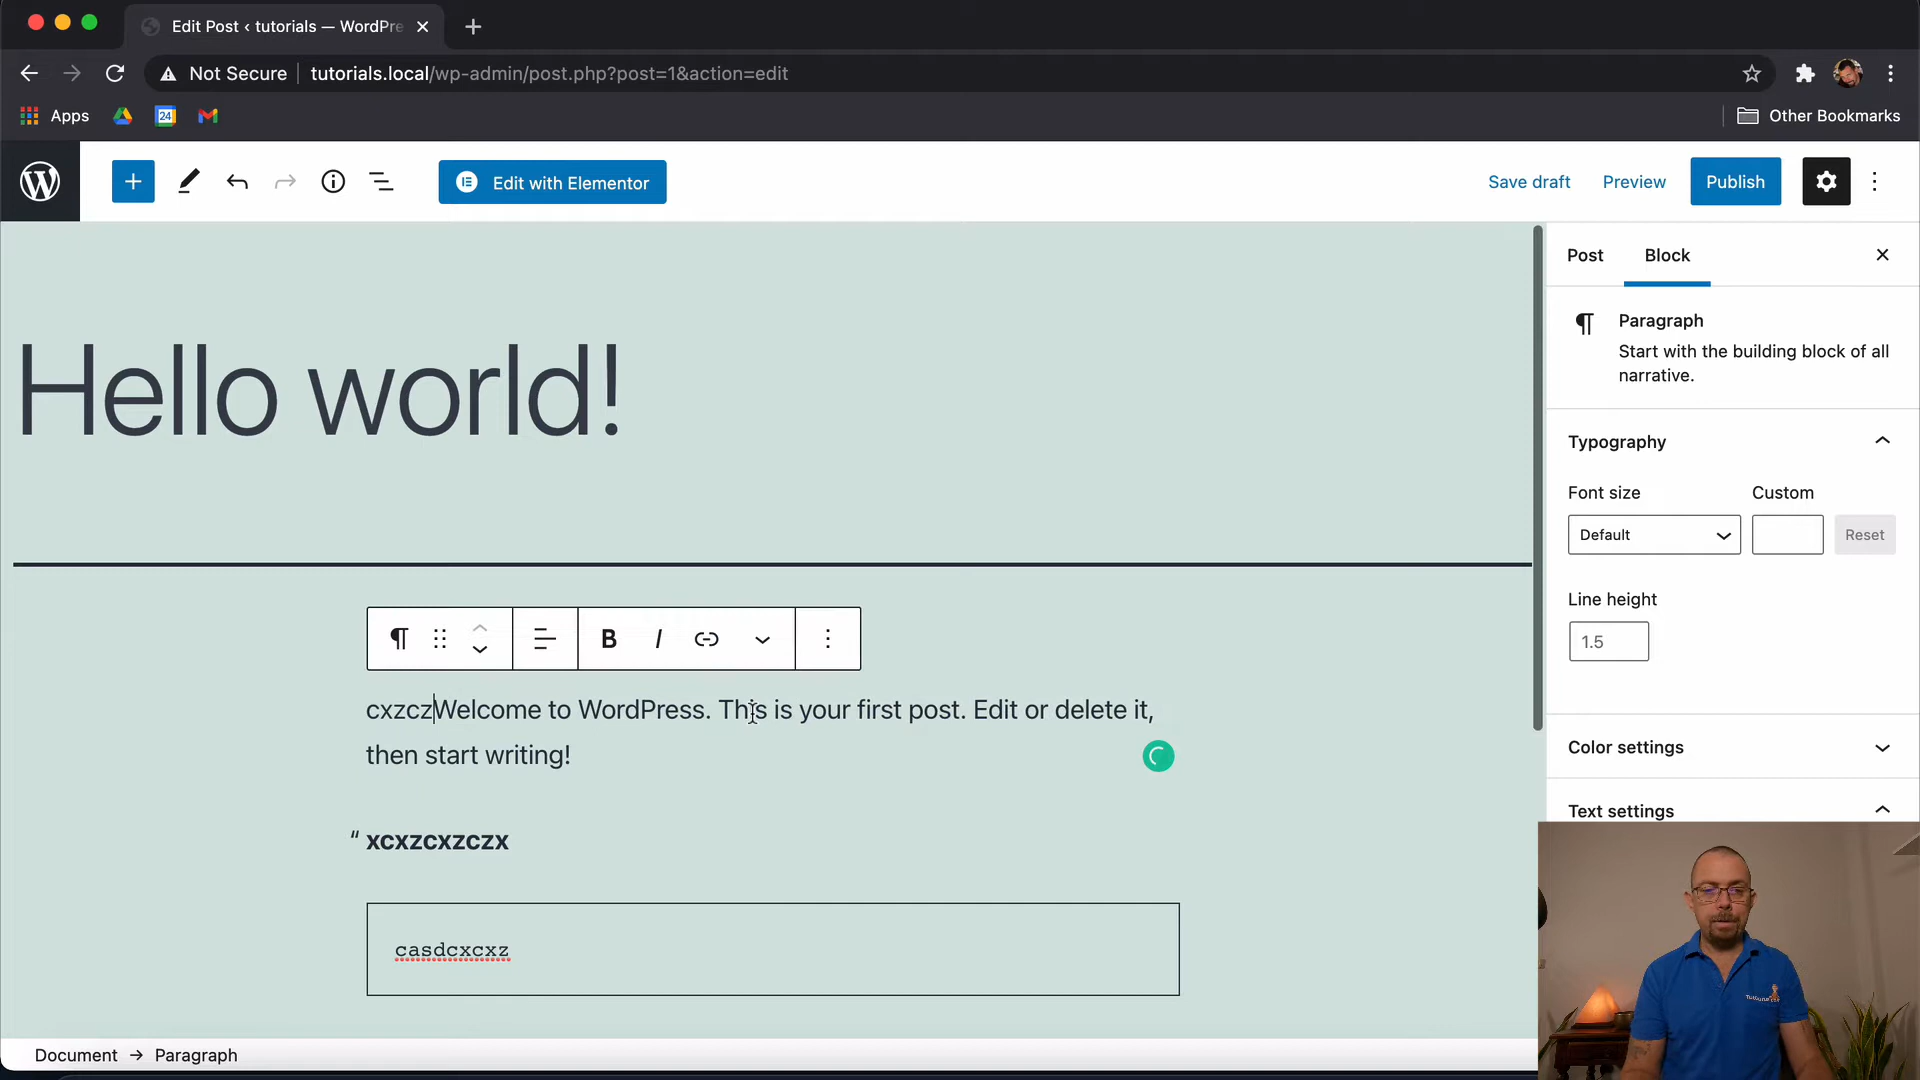 Edit Post ‹ tutorials — WordPre
Not Secure
tutorials.local/wp-admin/post.php?post=1&action=edit
Apps
24
Other Bookmarks
Edit with Elementor
Save draft
Preview
Publish
Post
Block
Hello world!
Paragraph
Start with the building block of all
narrative.
Typography
Font size
Custom
Default
Reset
Line height
1.5
B I
cxzczWelcome to WordPress. This is your first post. Edit or delete it,
then start writing!
Color settings
Text settings
“ xcxzcxzczx
casdcxcxz
Document → Paragraph